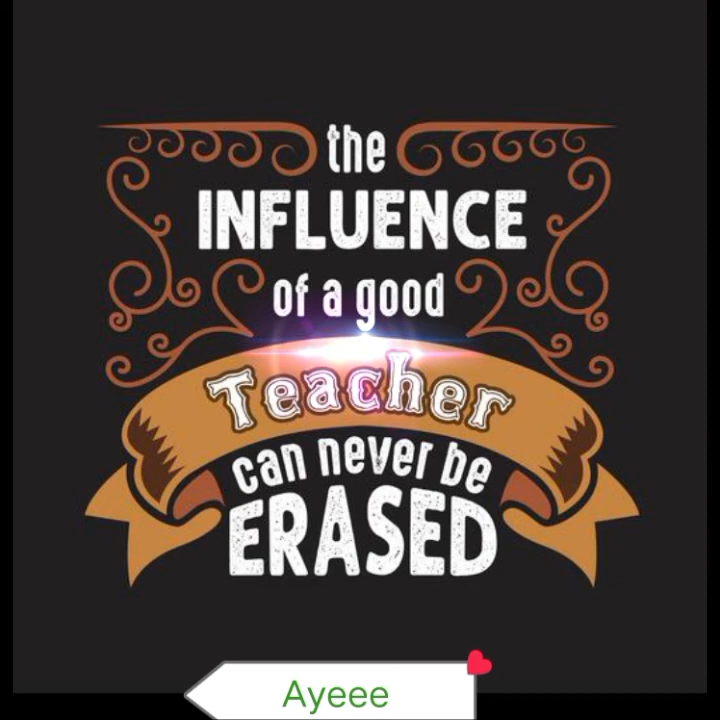 the
INFLUENCE
of a good
Teacher
can never be
ERASED
Ayeee